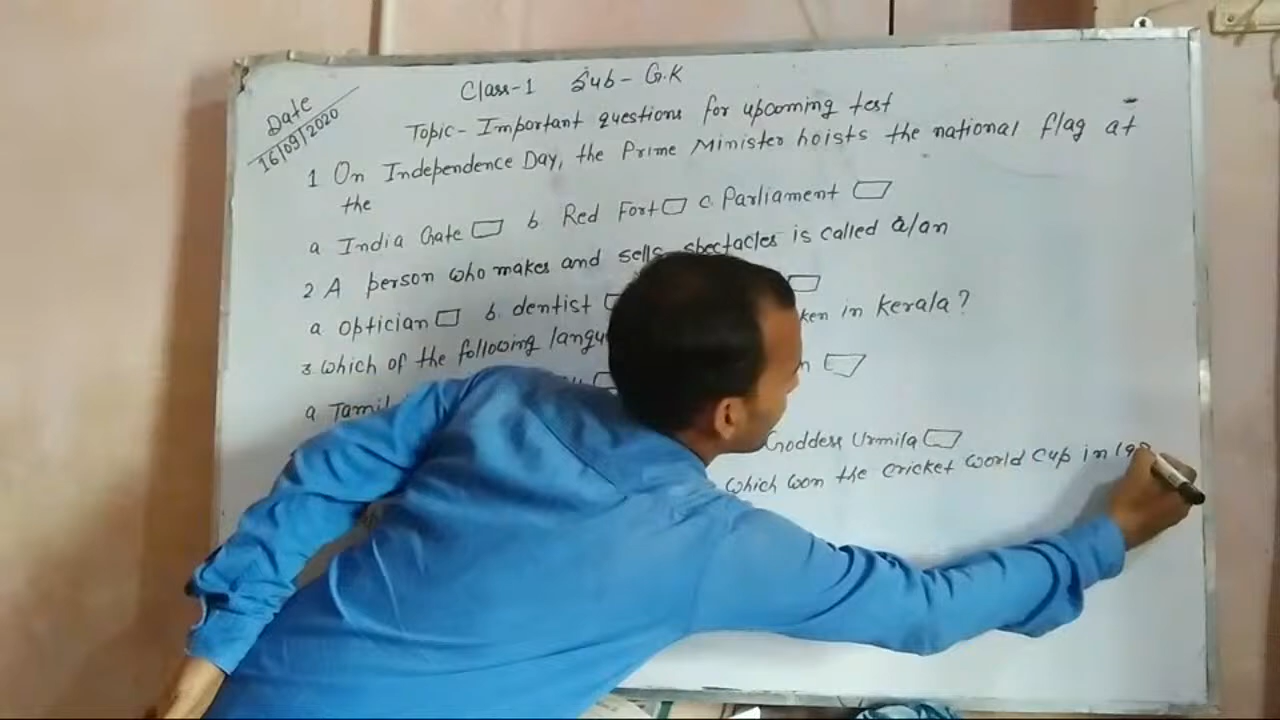 Date
16/09/2020
Class-1 Sub- G.K
Topic- Important questions for upcoming test
1 On Independence Day, the Prime Minister hoists the national flag at
the
a India Gate b. Red Fort c. Parliament
2 A person who makes and sells spectacles is called a/an
a optician b. dentist
3. Which of the following langu ken in Kerala?
a Tamil
Goddess Urmila
which won the cricket world Cup in 19